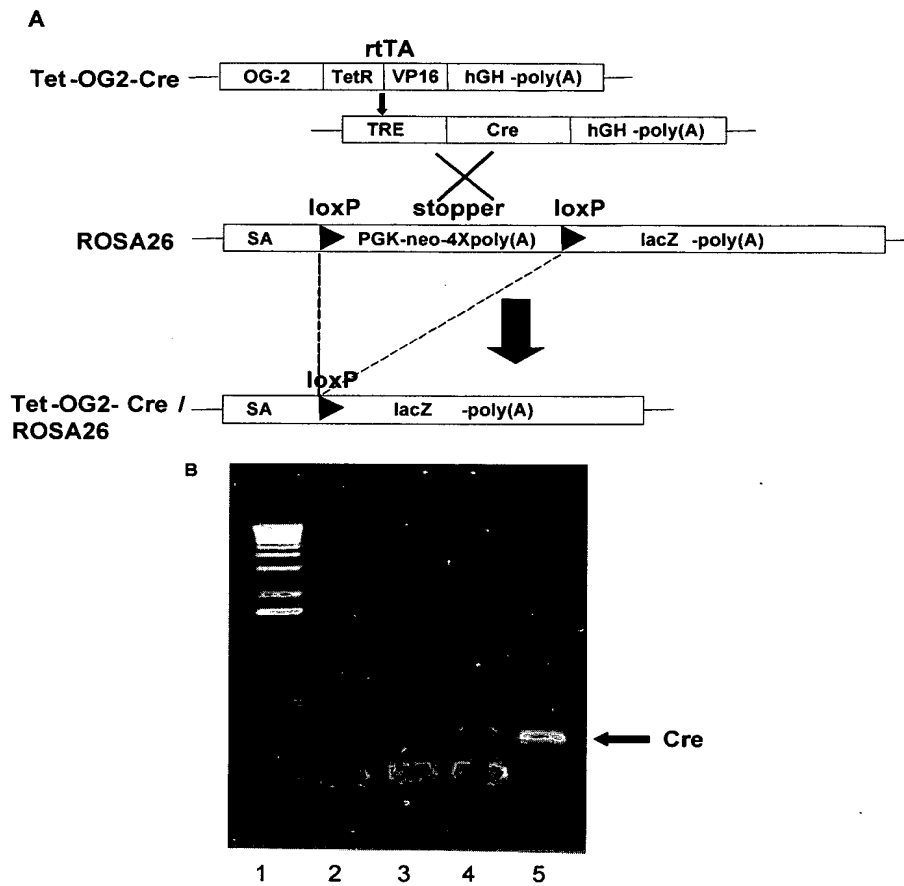 A
rtTA
Tet-OG2-Cre
OG-2 TetR VP16 hGH -poly(A)
TRE Cre hGH -poly(A)
loxP stopper loxP
ROSA26
SA PGK-neo-4Xpoly(A) lacZ -poly(A)
loxP
Tet-OG2- Cre /
ROSA26
SA lacZ -poly(A)
B
Cre
1 2 3 4 5